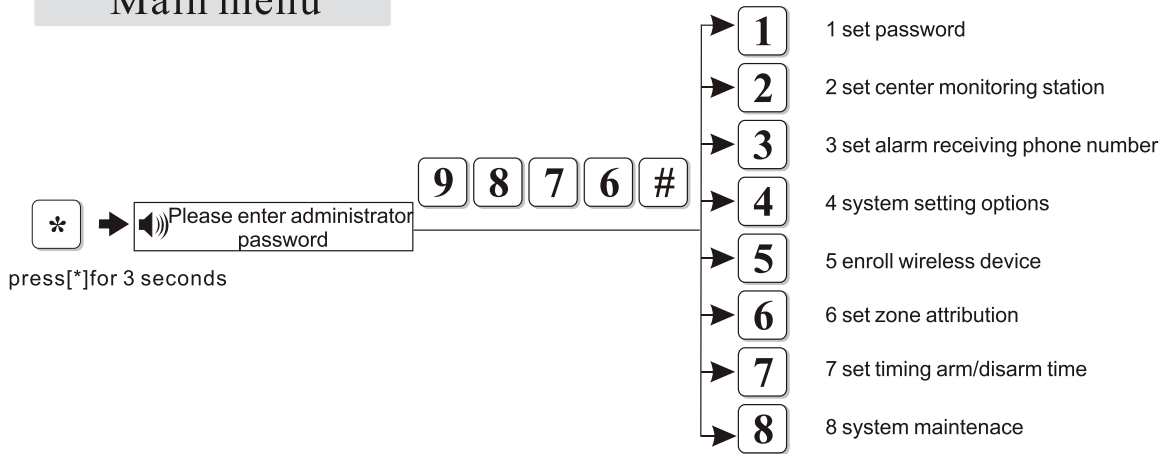 Main menu
*
press[*]for 3 seconds
Please enter administrator
password
9 8 7 6 #
1 1 set password
2 2 set center monitoring station
3 3 set alarm receiving phone number
4 4 system setting options
5 5 enroll wireless device
6 6 set zone attribution
7 7 set timing arm/disarm time
8 8 system maintenace